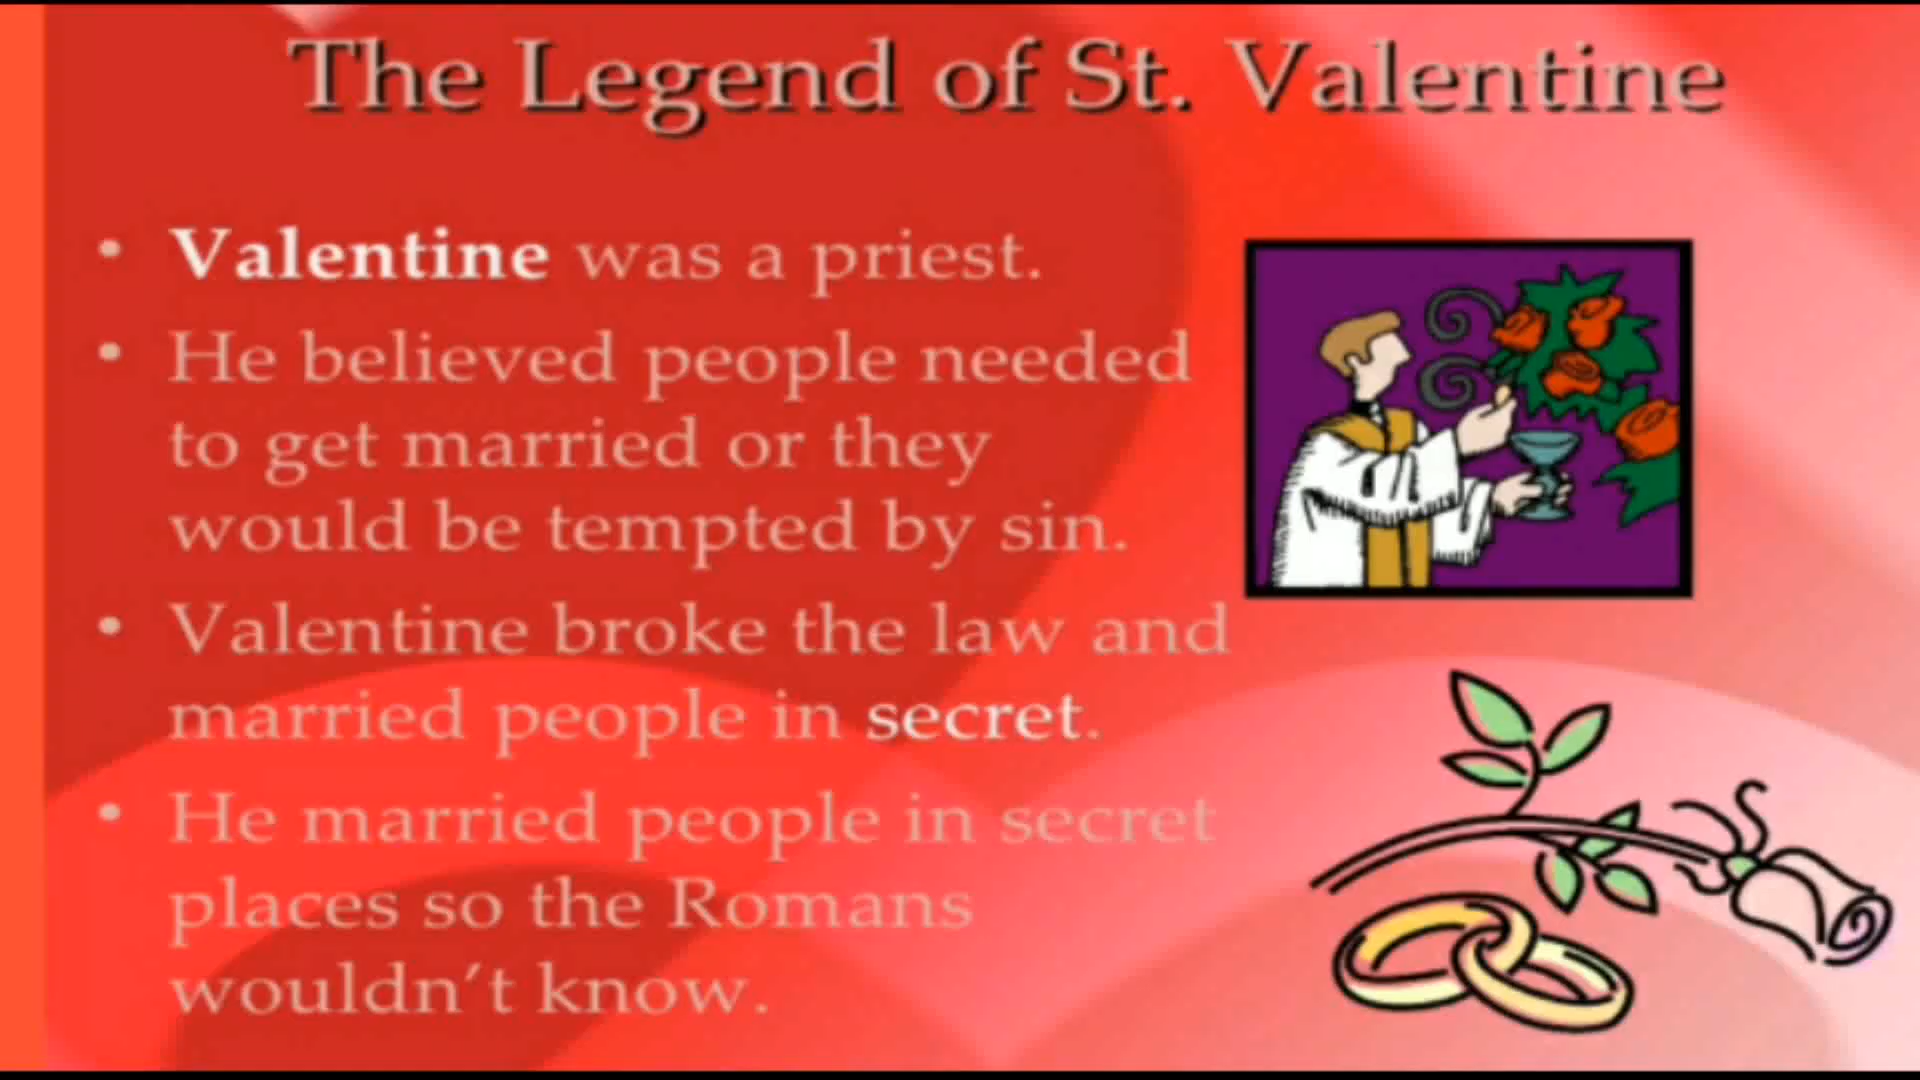 The Legend of St. Valentine
• Valentine was a priest.
• He believed people needed
to get married or they
would be tempted by sin.
• Valentine broke the law and
married people in secret.
• He married people in secret
places so the Romans
wouldn't know.